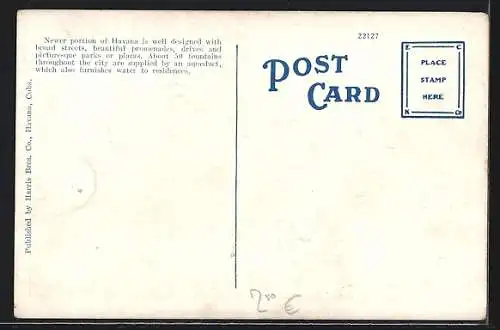 Newer portion of Havana is well designed with
broad streets, beautiful promenades, drives and
picturesque parks or plazas. About 50 fountains
throughout the city are supplied by an aqueduct,
which also furnishes water to residences.
Published by Harris Bros. Co., Havana, Cuba.
22127
POST
CARD
E C
PLACE
STAMP
HERE
K O
€